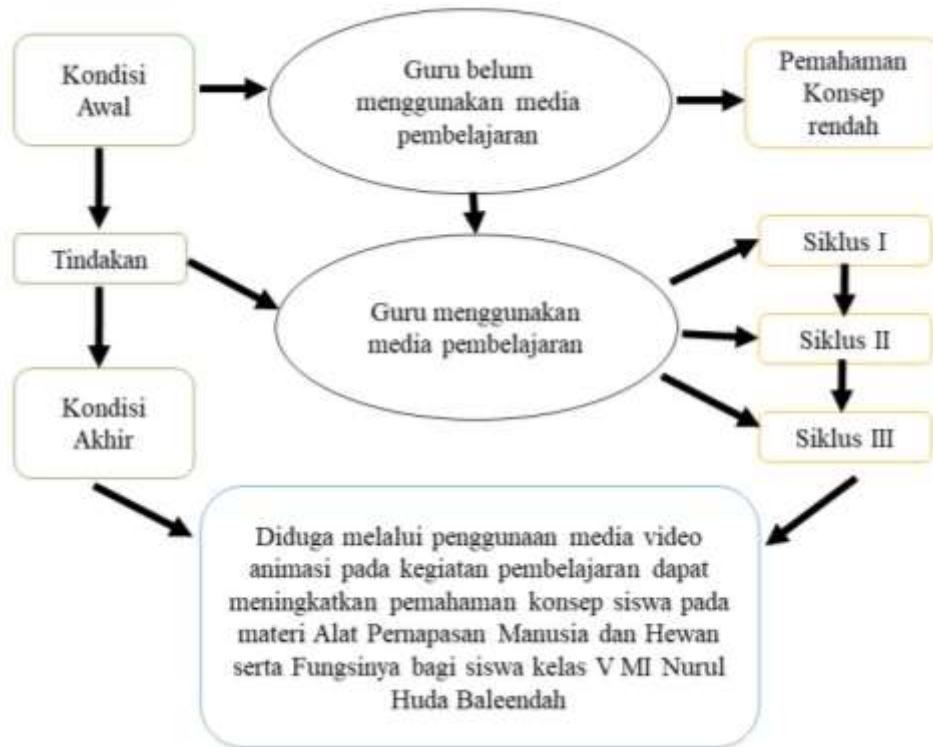 Kondisi
Awal
Guru belum
menggunakan media
pembelajaran
Pemahaman
Konsep
rendah
Tindakan
Guru menggunakan
media pembelajaran
Siklus I
Siklus II
Siklus III
Kondisi
Akhir
Diduga melalui penggunaan media video
animasi pada kegiatan pembelajaran dapat
meningkatkan pemahaman konsep siswa pada
materi Alat Pernapasan Manusia dan Hewan
serta Fungsinya bagi siswa kelas V MI Nurul
Huda Baleendah